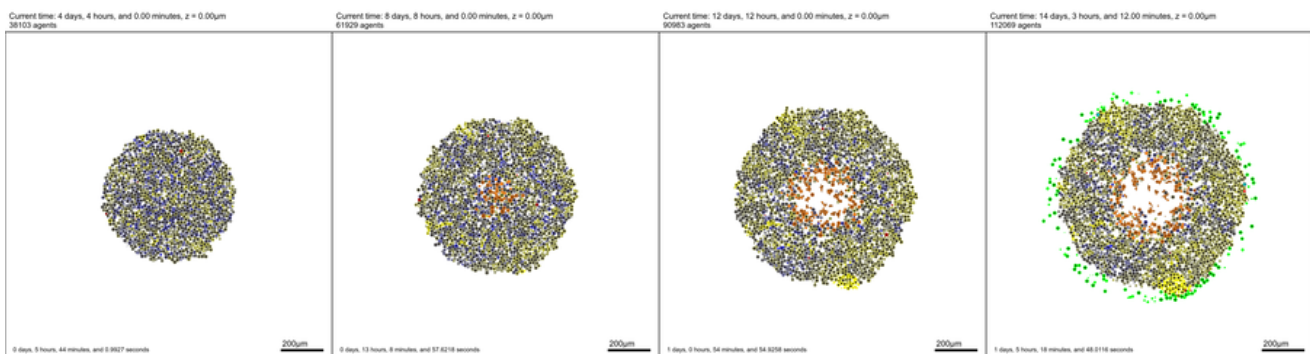 Current time: 4 days, 4 hours, and 0.00 minutes, z = 0.00μm
38103 agents
0 days, 5 hours, 44 minutes, and 0.9927 seconds
200μm
Current time: 8 days, 8 hours, and 0.00 minutes, z = 0.00μm
61929 agents
0 days, 13 hours, 8 minutes, and 57.6218 seconds
200μm
Current time: 12 days, 12 hours, and 0.00 minutes, z = 0.00μm
90983 agents
1 days, 0 hours, 54 minutes, and 54.9258 seconds
200μm
Current time: 14 days, 3 hours, and 12.00 minutes, z = 0.00μm
112069 agents
1 days, 5 hours, 18 minutes, and 48.0116 seconds
200μm